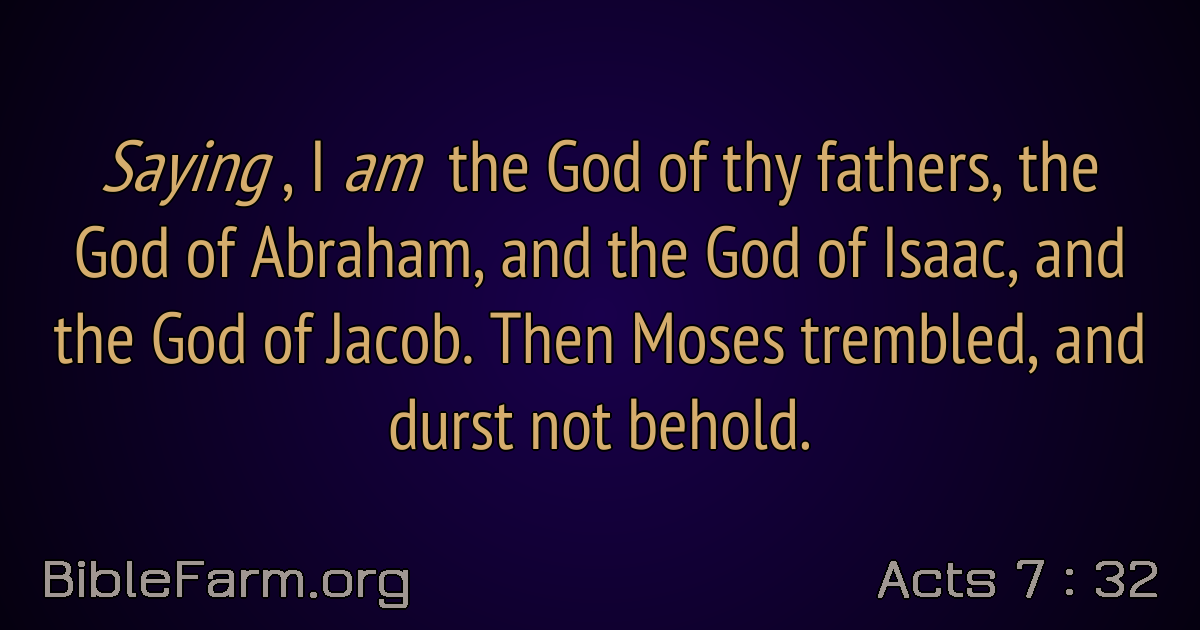 Saying , I am the God of thy fathers, the
God of Abraham, and the God of Isaac, and
the God of Jacob. Then Moses trembled, and
durst not behold.
BibleFarm.org
Acts 7 : 32